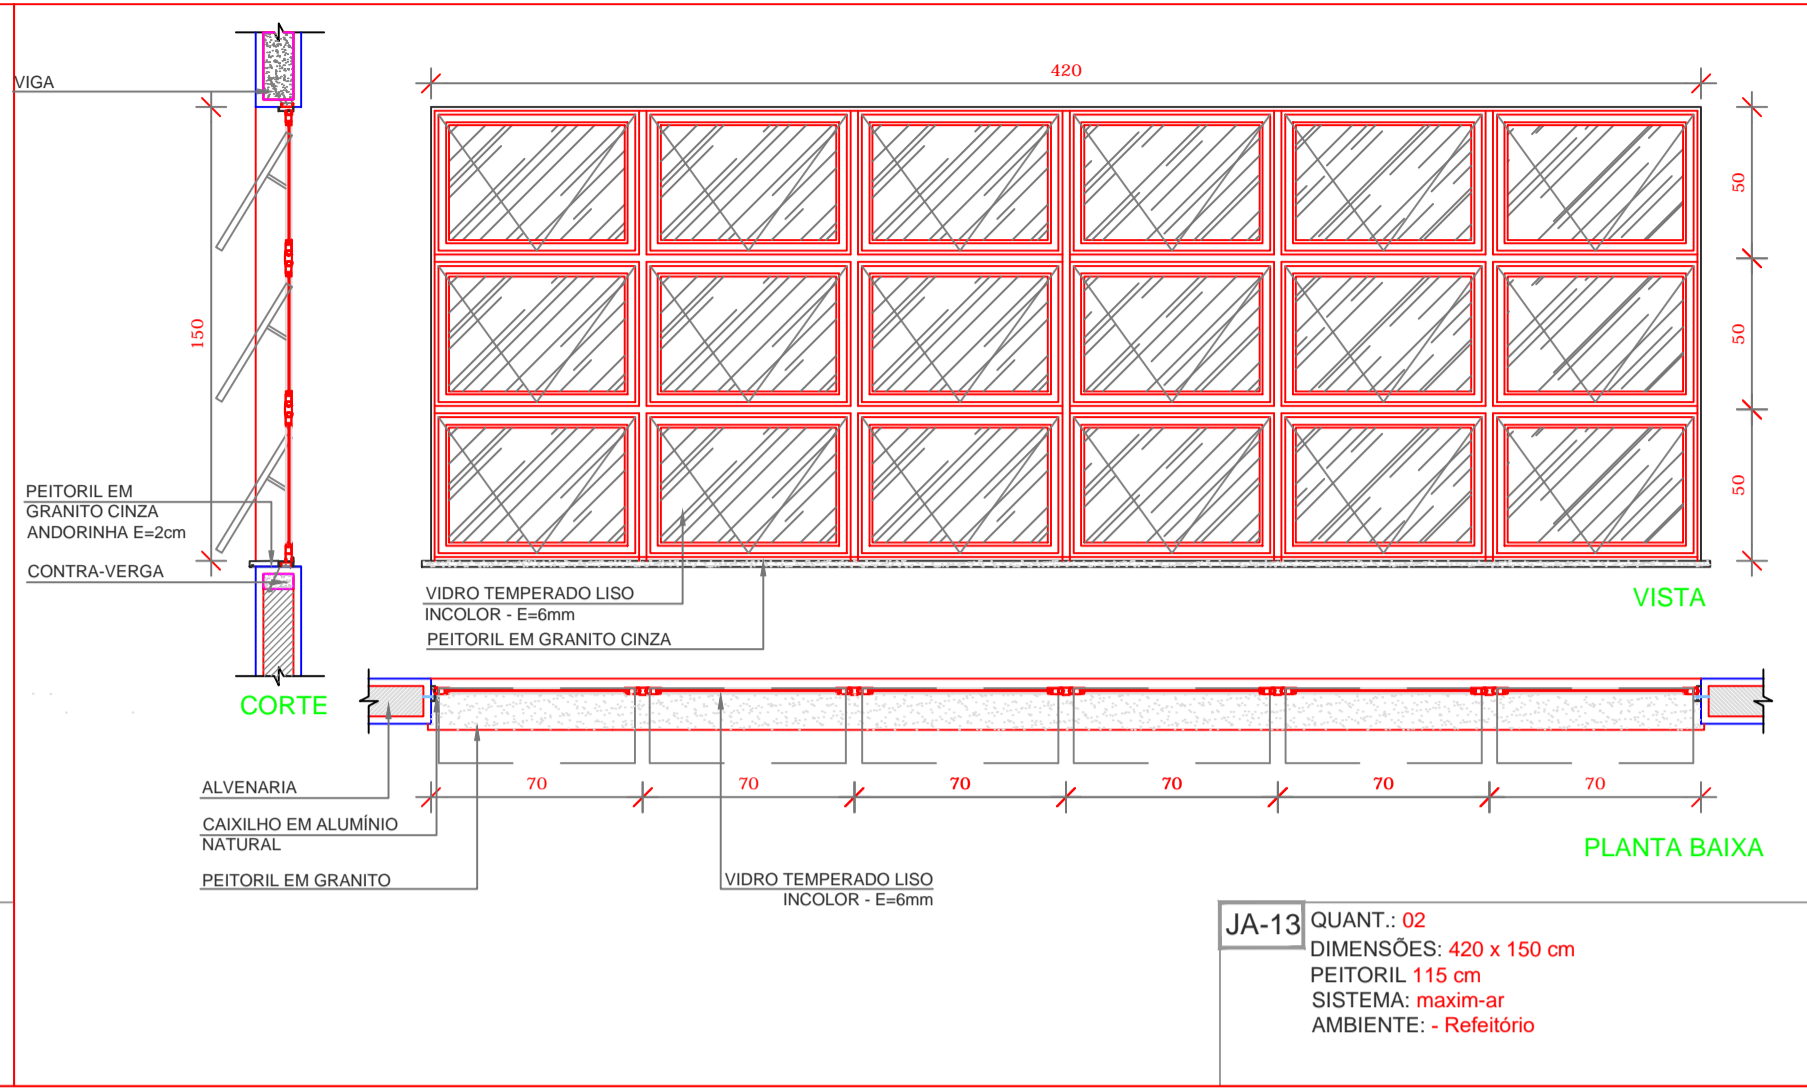 VIGA
150
PEITORIL EM
GRANITO CINZA
ANDORINHA E=2cm
CONTRA-VERGA
CORTE
420
50
50
50
VIDRO TEMPERADO LISO
INCOLOR - E=6mm
PEITORIL EM GRANITO CINZA
VISTA
ALVENARIA
CAIXILHO EM ALUMÍNIO
NATURAL
PEITORIL EM GRANITO
70
70
70
70
70
70
VIDRO TEMPERADO LISO
INCOLOR - E=6mm
PLANTA BAIXA
JA-13
QUANT.: 02
DIMENSÕES: 420 x 150 cm
PEITORIL 115 cm
SISTEMA: maxim-ar
AMBIENTE: - Refeitório